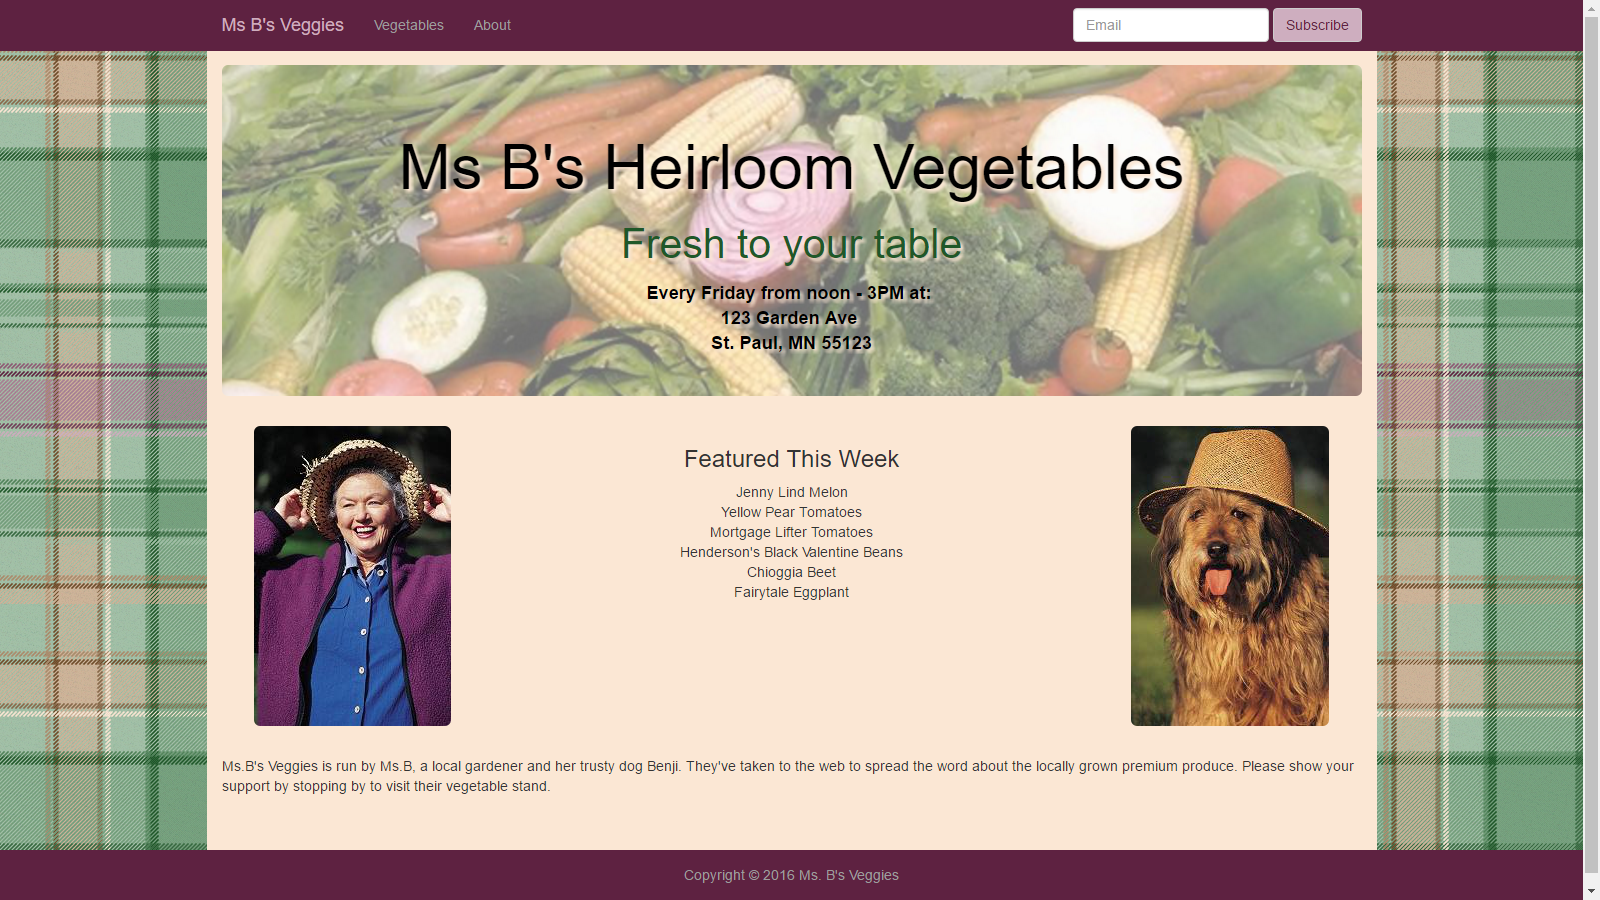 Ms B's Veggies Vegetables About Email Subscribe
Ms B's Heirloom Vegetables
Fresh to your table
Every Friday from noon - 3PM at:
123 Garden Ave
St. Paul, MN 55123
Featured This Week
Jenny Lind Melon
Yellow Pear Tomatoes
Mortgage Lifter Tomatoes
Henderson's Black Valentine Beans
Chioggia Beet
Fairytale Eggplant
Ms.B's Veggies is run by Ms.B, a local gardener and her trusty dog Benji. They've taken to the web to spread the word about the locally grown premium produce. Please show your
support by stopping by to visit their vegetable stand.
Copyright © 2016 Ms. B's Veggies